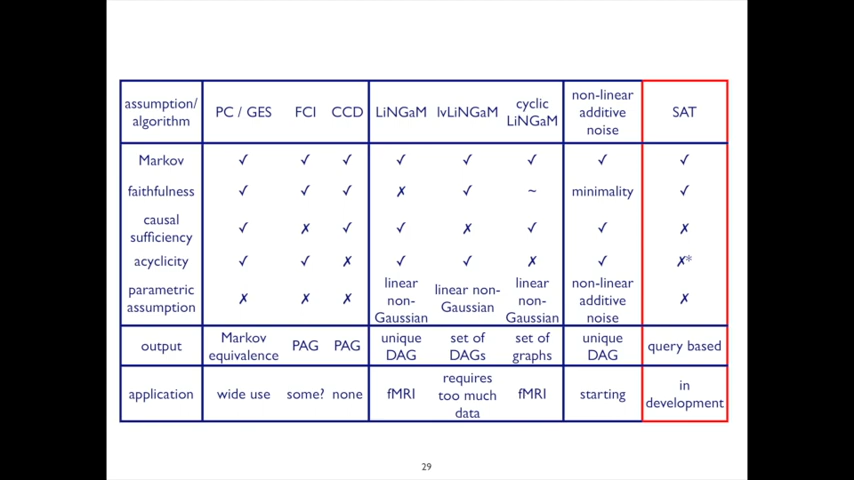 assumption/ algorithm PC / GES FCI CCD LiNGaM lvLiNGaM cyclic LiNGaM non-linear additive noise SAT
Markov ✓ ✓ ✓ ✓ ✓ ✓ ✓ ✓
faithfulness ✓ ✓ ✓ ✗ ✓ ~ minimality ✓
causal sufficiency ✓ ✗ ✓ ✓ ✗ ✓ ✓ ✗
acyclicity ✓ ✓ ✗ ✓ ✓ ✗ ✓ ✗*
parametric assumption ✗ ✗ ✗ linear non-Gaussian linear non-Gaussian linear non-Gaussian non-linear additive noise ✗
output Markov equivalence PAG PAG unique DAG set of DAGs set of graphs unique DAG query based
application wide use some? none fMRI requires too much data fMRI starting in development
29